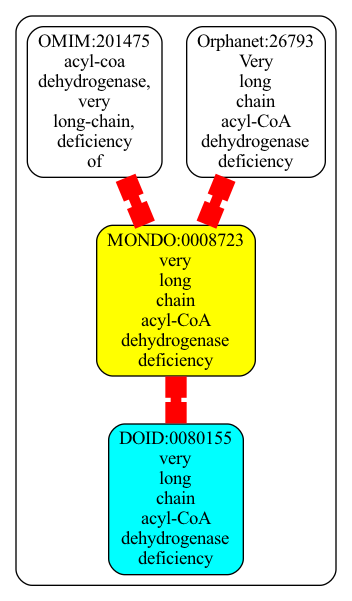 OMIM:201475
acyl-coa
dehydrogenase,
very
long-chain,
deficiency
of
Orphanet:26793
Very
long
chain
acyl-CoA
dehydrogenase
deficiency
MONDO:0008723
very
long
chain
acyl-CoA
dehydrogenase
deficiency
DOID:0080155
very
long
chain
acyl-CoA
dehydrogenase
deficiency